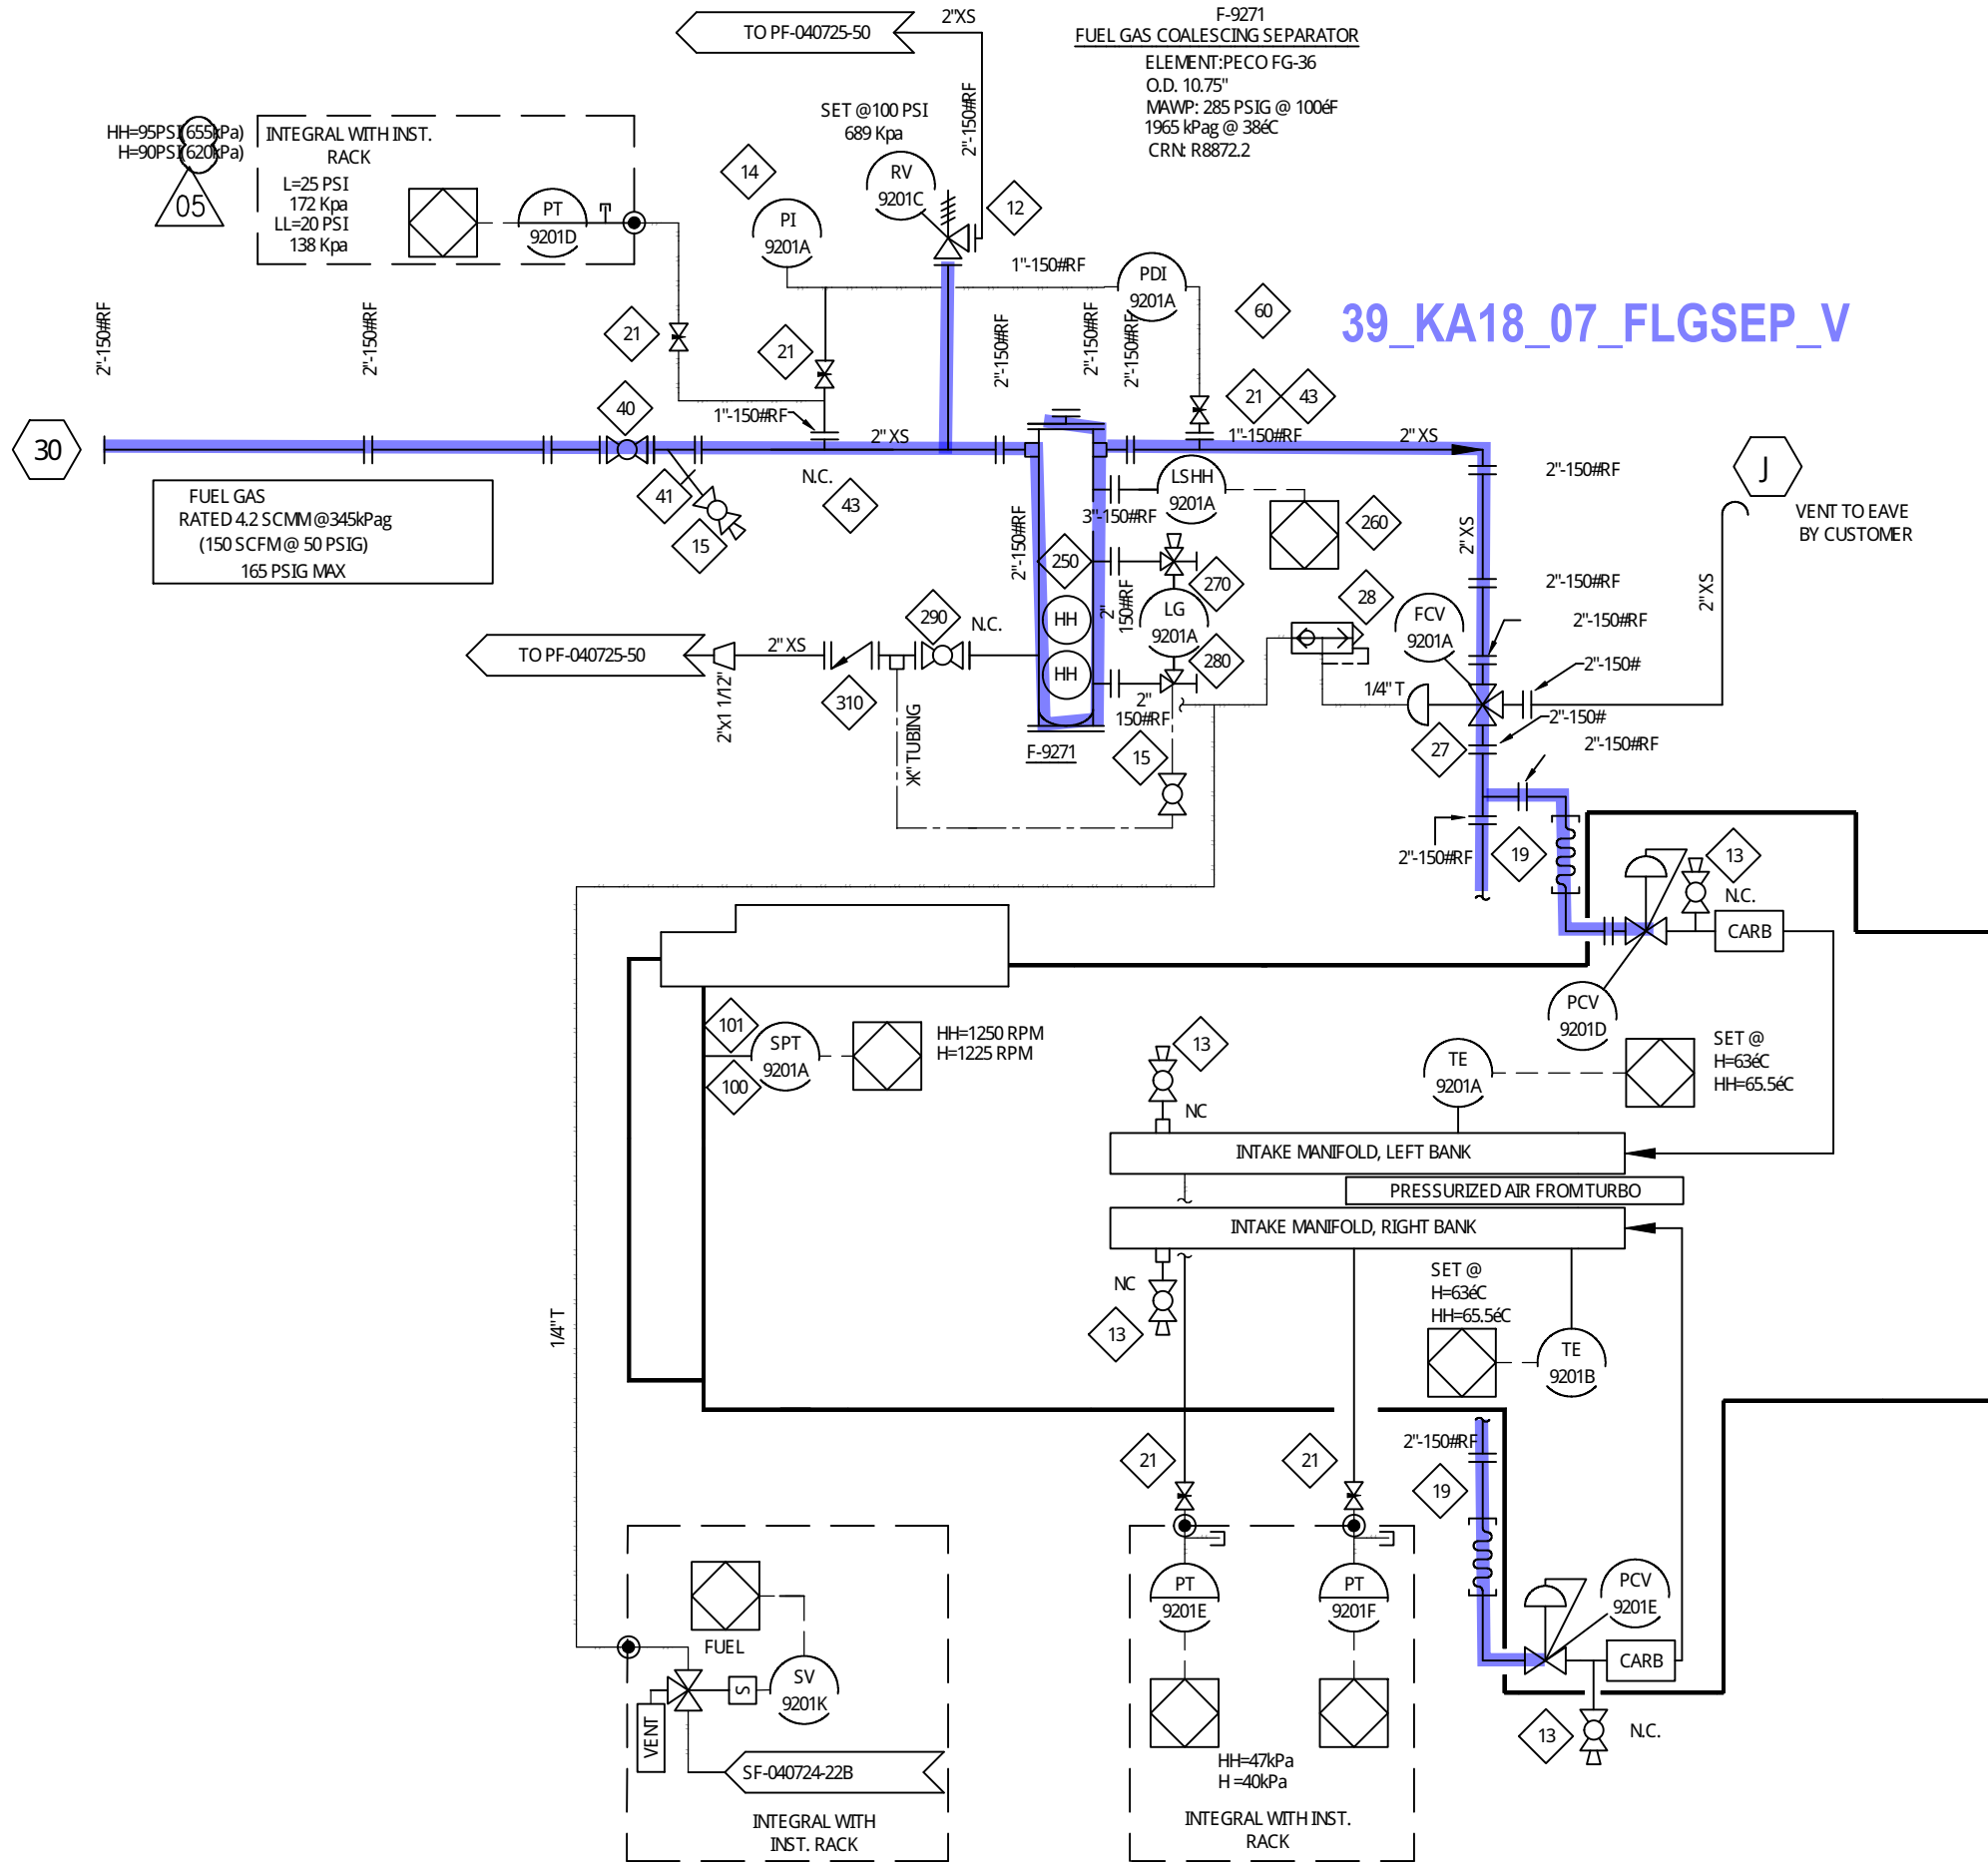 TO PF-040725-50
2"XS
F-9271
FUEL GAS COALESCING SEPARATOR
ELEMENT:PECO FG-36
O.D. 10.75"
MAWP: 285 PSIG @ 100éF
1965 kPag @ 38éC
CRN: R8872.2
2"-150#RF
SET @100 PSI
689 Kpa
HH=95PSI(655kPa)
H=90PSI(620kPa)
05
INTEGRAL WITH INST.
RACK
L=25 PSI
172 Kpa
LL=20 PSI
138 Kpa
PT
9201D
14
PI
9201A
RV
9201C
12
1"-150#RF
PDI
9201A
60
39_KA18_07_FLGSEP_V
2"-150#RF
2"-150#RF
21
21
2"-150#RF
2"-150#RF
2"-150#RF
21
43
40
1"-150#RF
2" XS
1"-150#RF
2" XS
30
J
VENT TO EAVE
BY CUSTOMER
2"-150#RF
FUEL GAS
RATED 4.2 SCMM @345kPag
(150 SCFM @ 50 PSIG)
165 PSIG MAX
41
15
N.C.
43
LSHH
9201A
3"-150#RF
260
2"-150#RF
250
2" XS
270
2"-150#RF
2"XS
HH
2"
150#RF
LG
9201A
28
FCV
9201A
2"-150#RF
290
N.C.
TO PF-040725-50
2" XS
HH
280
2"-150#
2"x1 1/12"
310
2"
150#RF
1/4" T
2"-150#
2"-150#RF
Ж" TUBING
F-9271
15
27
2"-150#RF
19
13
N.C.
CARB
PCV
9201D
101
SPT
9201A
100
HH=1250 RPM
H=1225 RPM
13
NC
TE
9201A
SET @
H=63éC
HH=65.5éC
INTAKE MANIFOLD, LEFT BANK
PRESSURIZED AIR FROM TURBO
INTAKE MANIFOLD, RIGHT BANK
NC
13
SET @
H=63éC
HH=65.5éC
TE
9201B
1/4"T
21
21
2"-150#RF
19
FUEL
SV
9201K
S
VENT
SF-040724-22B
INTEGRAL WITH
INST. RACK
PT
9201E
PT
9201F
HH=47kPa
H =40kPa
INTEGRAL WITH INST.
RACK
PCV
9201E
CARB
13
N.C.